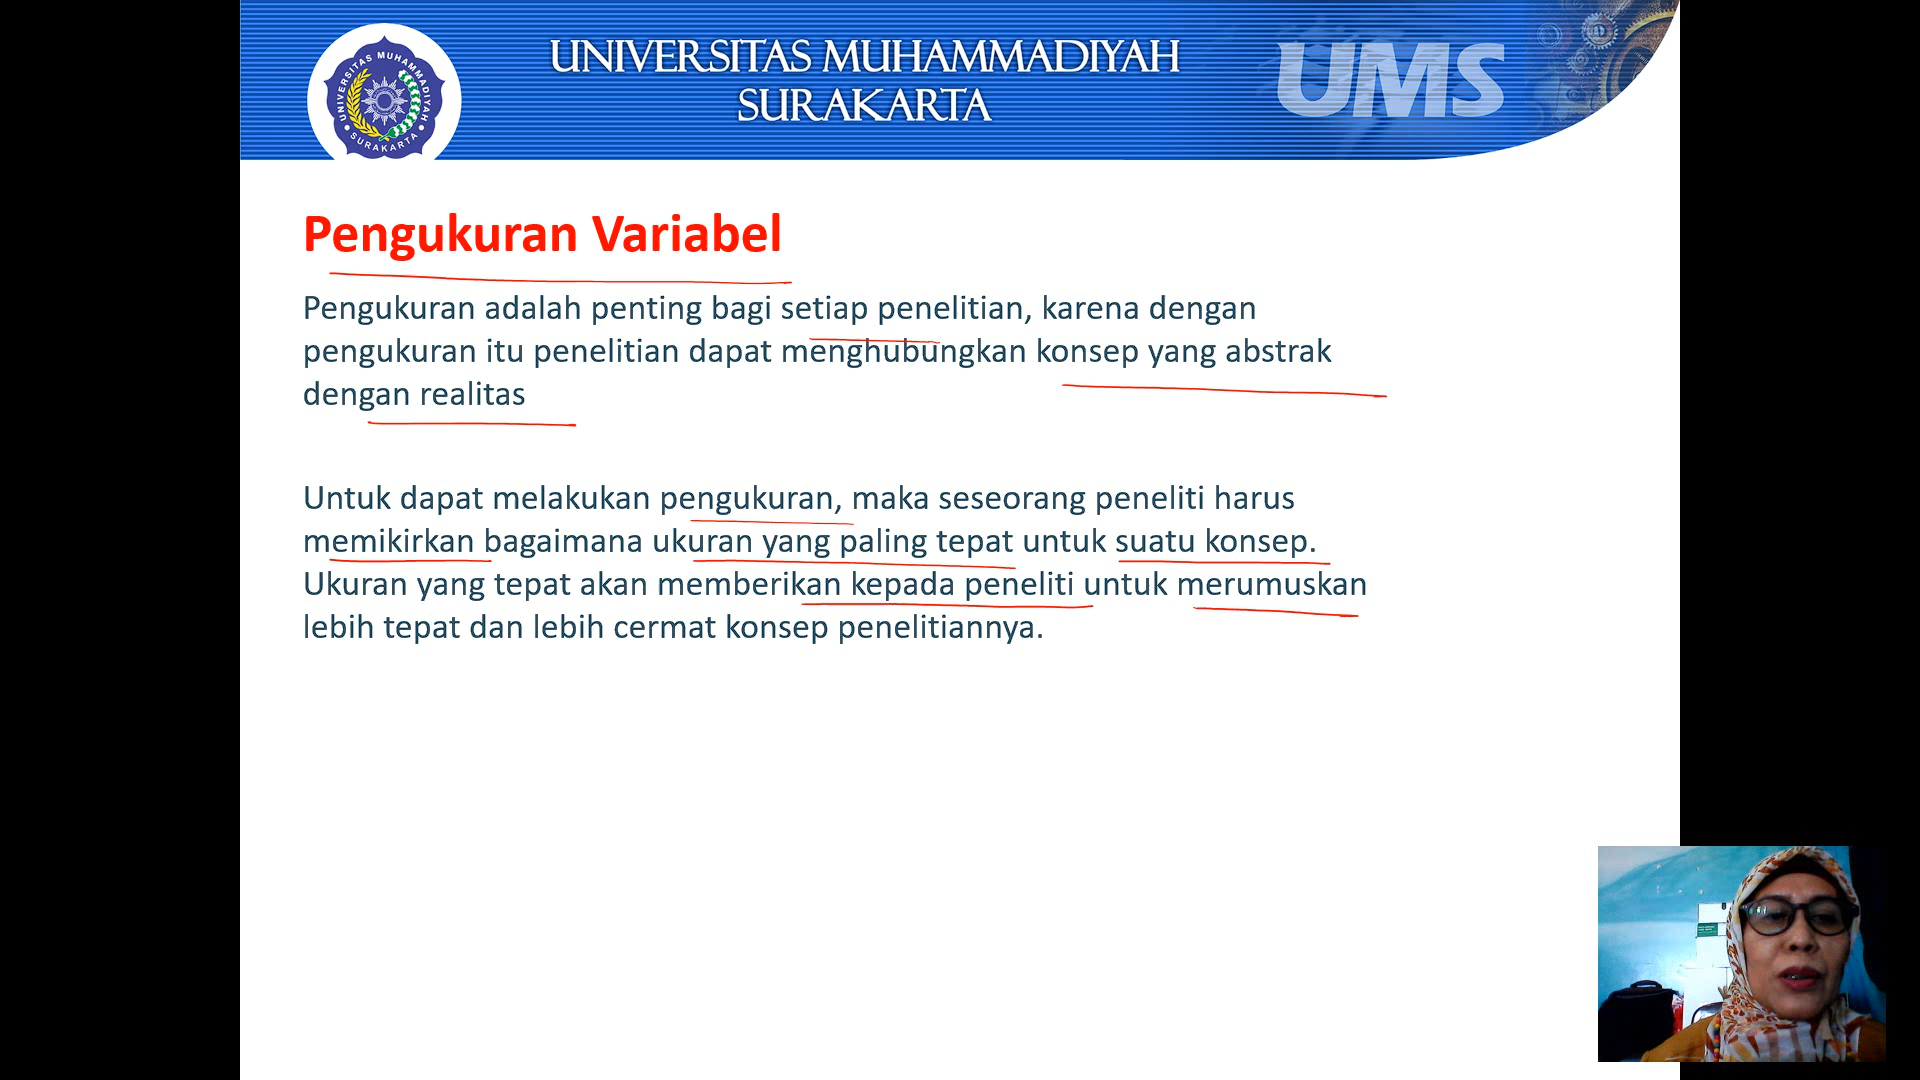 UNIVERSITAS MUHAMMADIYAH
SURAKARTA
UMS
UNIVERSITAS MUHAMMADIYAH
SURAKARTA
Pengukuran Variabel
Pengukuran adalah penting bagi setiap penelitian, karena dengan
pengukuran itu penelitian dapat menghubungkan konsep yang abstrak
dengan realitas
Untuk dapat melakukan pengukuran, maka seseorang peneliti harus
memikirkan bagaimana ukuran yang paling tepat untuk suatu konsep.
Ukuran yang tepat akan memberikan kepada peneliti untuk merumuskan
lebih tepat dan lebih cermat konsep penelitiannya.